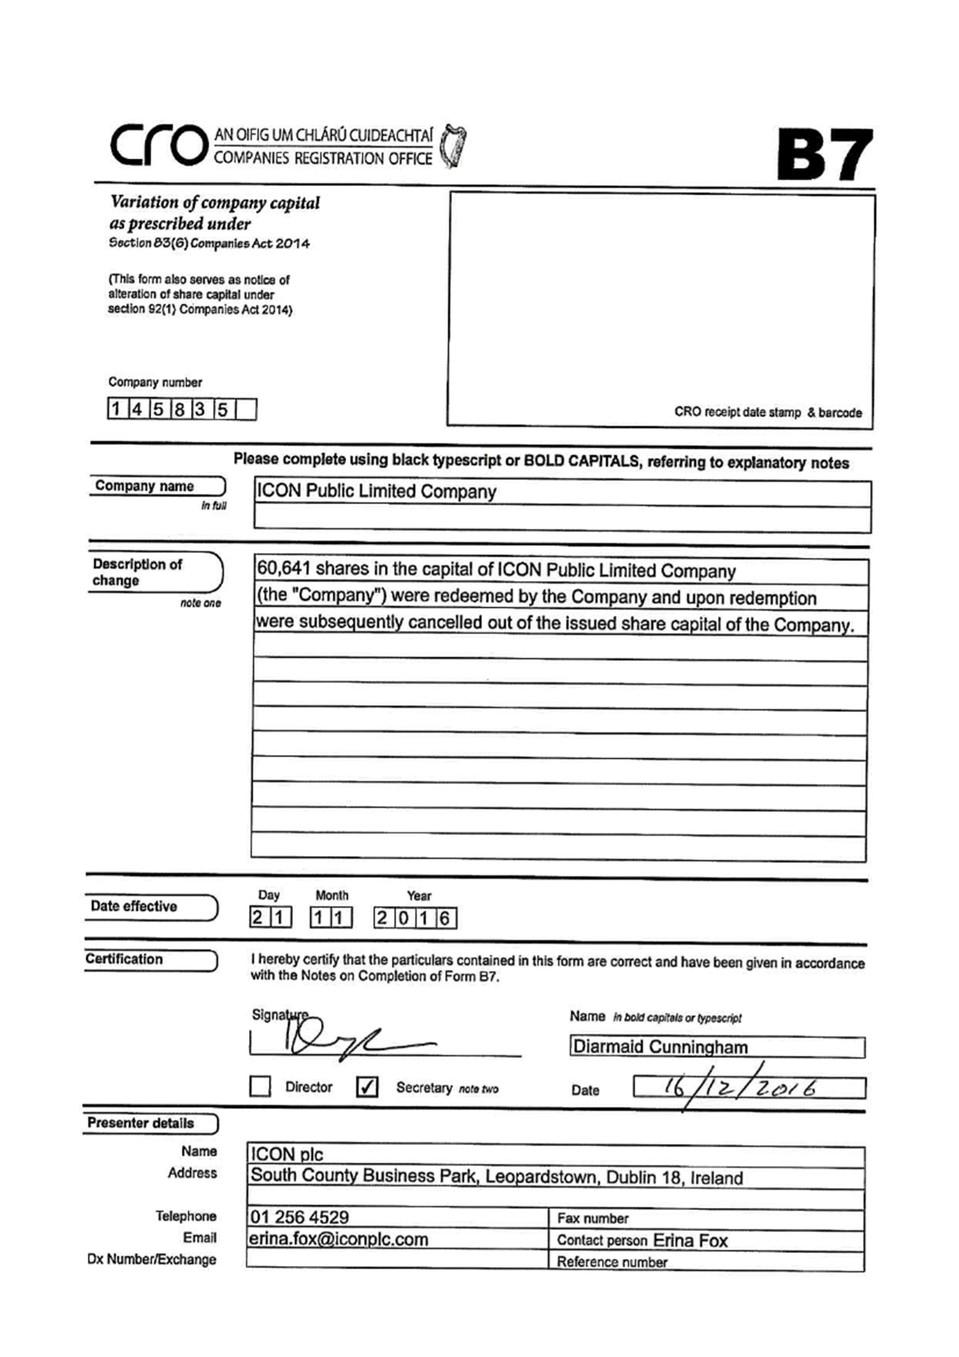 cro AN OIFIG UM CHLÁRÚ CUIDEACHTAÍ
COMPANIES REGISTRATION OFFICE
B7
Variation of company capital
as prescribed under
Section 83(6) Companies Act 2014
(This form also serves as notice of
alteration of share capital under
section 92(1) Companies Act 2014)
Company number
145835
CRO receipt date stamp & barcode
Please complete using black typescript or BOLD CAPITALS, referring to explanatory notes
Company name
in full
ICON Public Limited Company
Description of
change
note one
60,641 shares in the capital of ICON Public Limited Company
(the "Company") were redeemed by the Company and upon redemption
were subsequently cancelled out of the issued share capital of the Company.
Day Month Year
Date effective
21 11 2016
Certification
I hereby certify that the particulars contained in this form are correct and have been given in accordance
with the Notes on Completion of Form B7.
Signature
Name in bold capitals or typescript
Diarmaid Cunningham
Director ✓ Secretary note two
Date 16/12/2016
Presenter details
Name ICON plc
Address South County Business Park, Leopardstown, Dublin 18, Ireland
Telephone 01 256 4529 Fax number
Email erina.fox@iconplc.com Contact person Erina Fox
Dx Number/Exchange Reference number